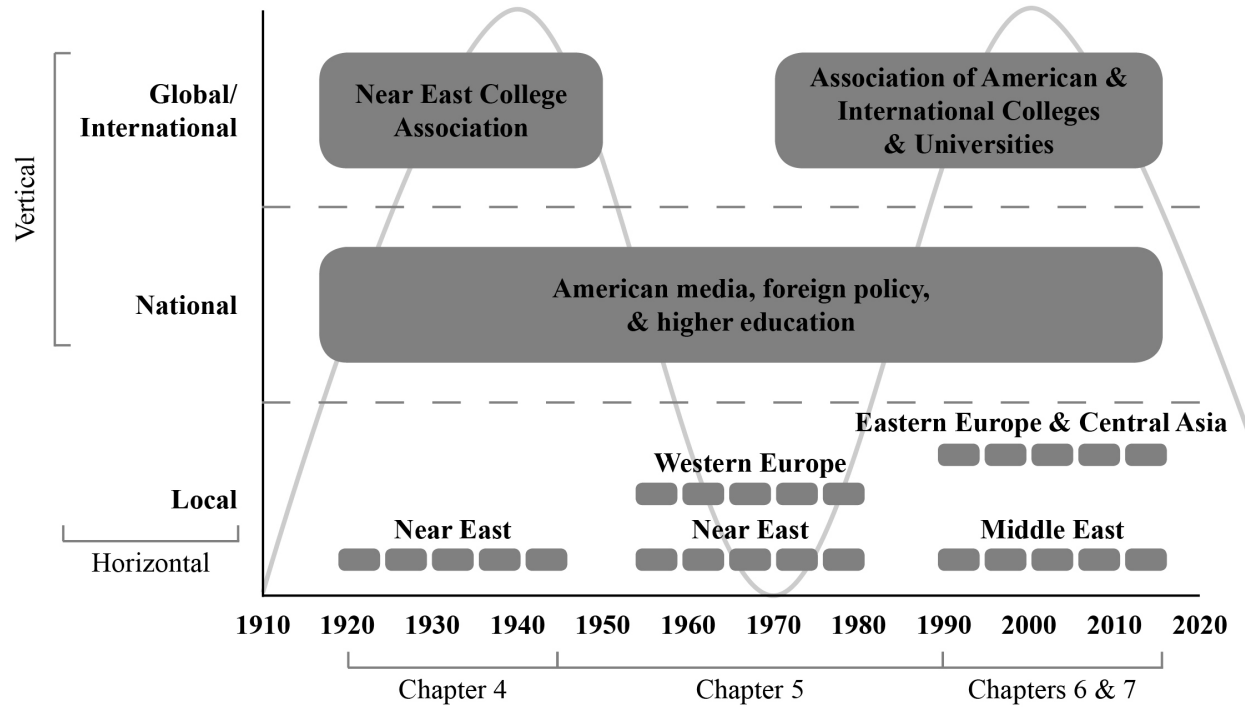 Vertical
Global/
International
Near East College
Association
Association of American &
International Colleges
& Universities
National
American media, foreign policy,
& higher education
Local
Horizontal
Eastern Europe & Central Asia
Western Europe
Near East
Near East
Middle East
1910 1920 1930 1940 1950 1960 1970 1980 1990 2000 2010 2020
Chapter 4
Chapter 5
Chapters 6 & 7